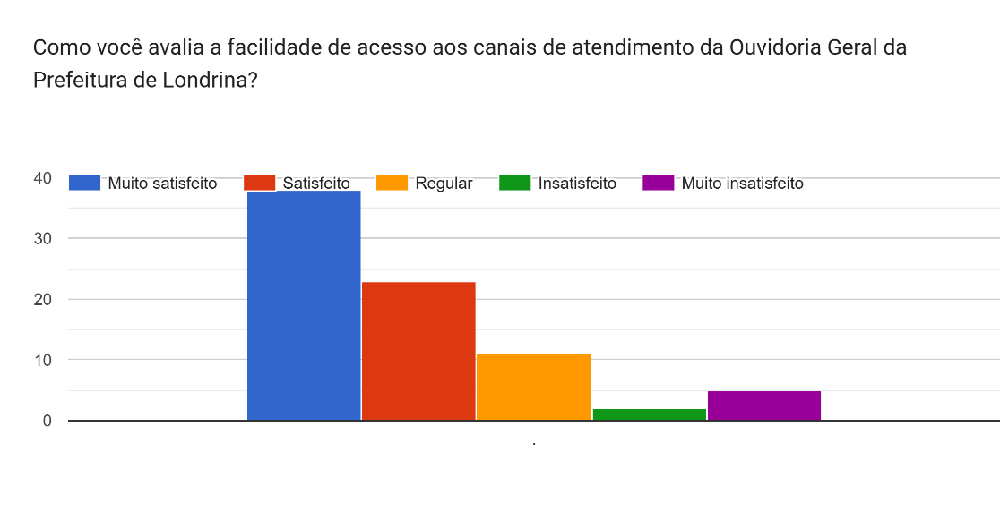 Como você avalia a facilidade de acesso aos canais de atendimento da Ouvidoria Geral da
Prefeitura de Londrina?
40
Muito satisfeito Satisfeito Regular Insatisfeito Muito insatisfeito
30
20
10
0
.